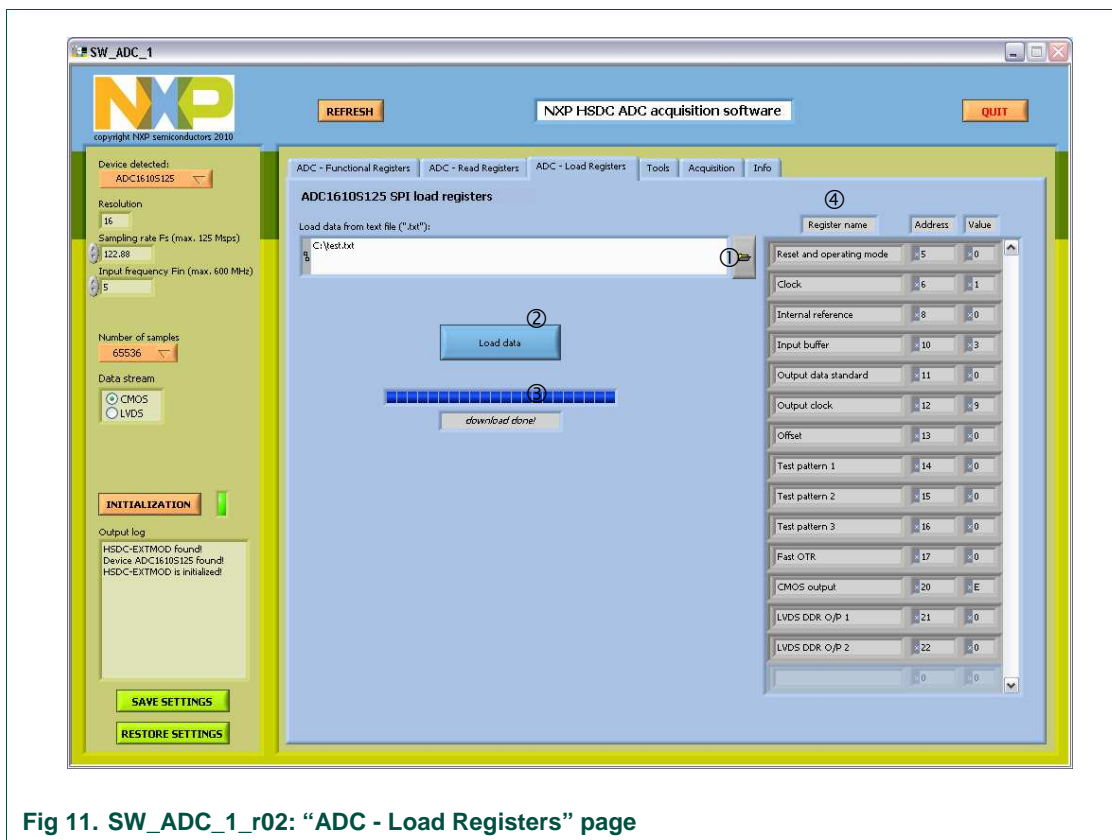 SW_ADC_1
NXP
copyright NXP semiconductors 2010
REFRESH
NXP HSDC ADC acquisition software
QUIT
Device detected:
ADC1610S125
Resolution
16
Sampling rate Fs (max. 125 Msps)
122.88
Input frequency Fin (max. 600 MHz)
5
Number of samples
65536
Data stream
CMOS
LVDS
INITIALIZATION
Output log
HSDC-EXTMOD found!
Device ADC1610S125 found!
HSDC-EXTMOD is initialized!
SAVE SETTINGS
RESTORE SETTINGS
ADC - Functional Registers ADC - Read Registers ADC - Load Registers Tools Acquisition Info
ADC1610S125 SPI load registers
Load data from text file (".txt"):
C:\test.txt
①
②
Load data
③
download done!
④
Register name Address Value
Reset and operating mode x 5 x 0
Clock x 6 x 1
Internal reference x 8 x 0
Input buffer x 10 x 3
Output data standard x 11 x 0
Output clock x 12 x 9
Offset x 13 x 0
Test pattern 1 x 14 x 0
Test pattern 2 x 15 x 0
Test pattern 3 x 16 x 0
Fast OTR x 17 x 0
CMOS output x 20 x E
LVDS DDR O/P 1 x 21 x 0
LVDS DDR O/P 2 x 22 x 0
x 0 x 0
Fig 11. SW_ADC_1_r02: “ADC - Load Registers” page